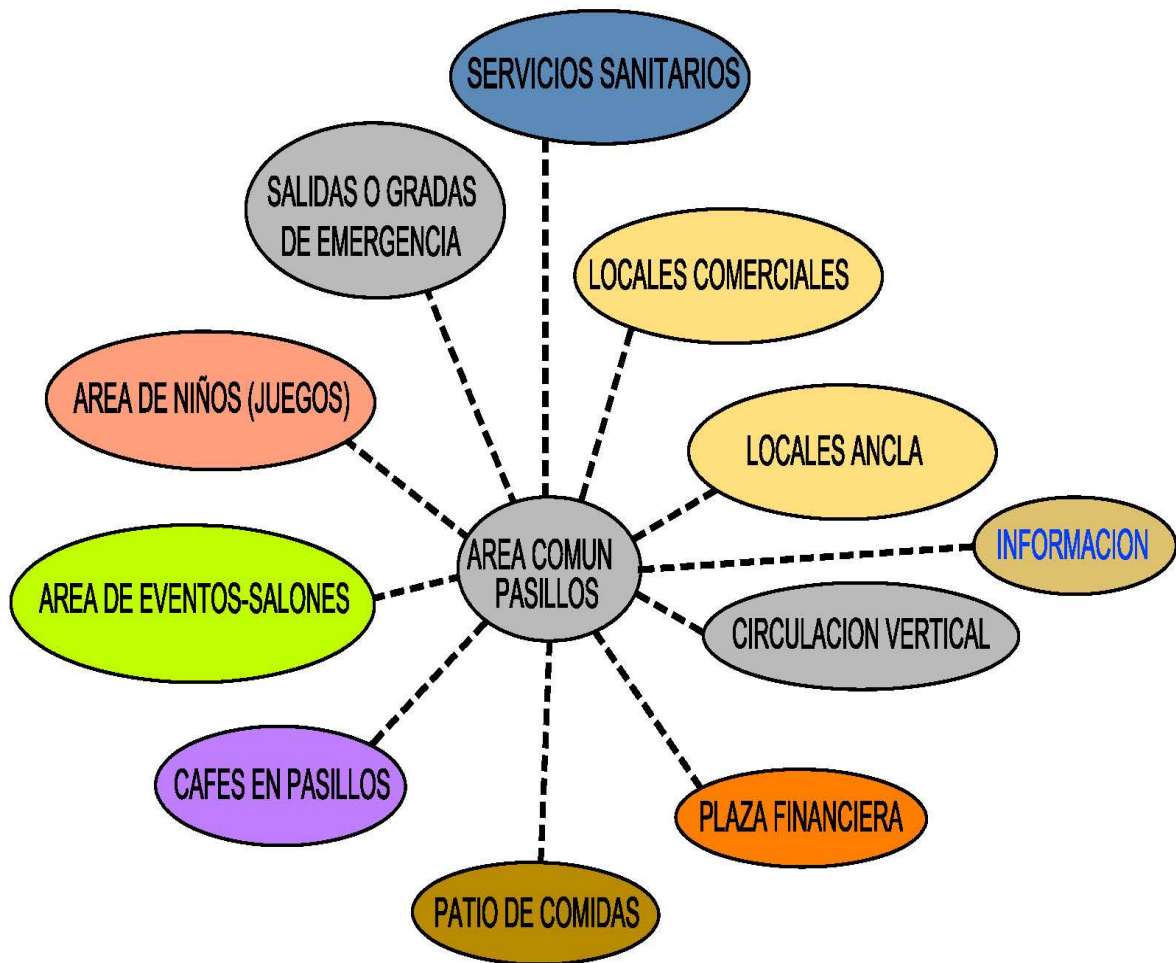 SERVICIOS SANITARIOS
SALIDAS O GRADAS
DE EMERGENCIA
LOCALES COMERCIALES
AREA DE NIÑOS (JUEGOS)
LOCALES ANCLA
INFORMACION
AREA COMUN
PASILLOS
AREA DE EVENTOS-SALONES
CIRCULACION VERTICAL
CAFES EN PASILLOS
PLAZA FINANCIERA
PATIO DE COMIDAS